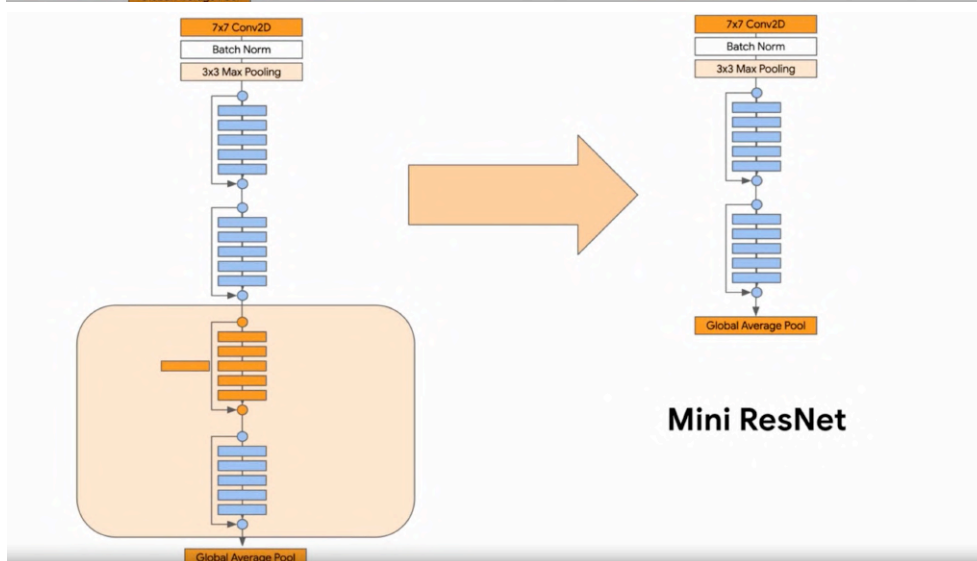 7x7 Conv2D
Batch Norm
3x3 Max Pooling
Global Average Pool
7x7 Conv2D
Batch Norm
3x3 Max Pooling
Global Average Pool
Mini ResNet